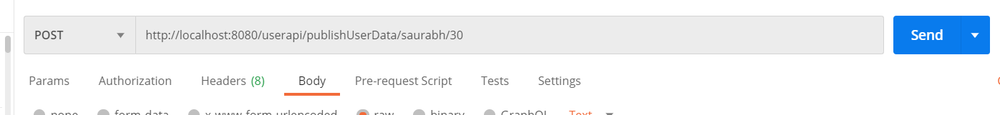 POST http://localhost:8080/userapi/publishUserData/saurabh/30 Send
Params Authorization Headers (8) Body Pre-request Script Tests Settings
none form-data x-www-form-urlencoded raw binary GraphQL Text